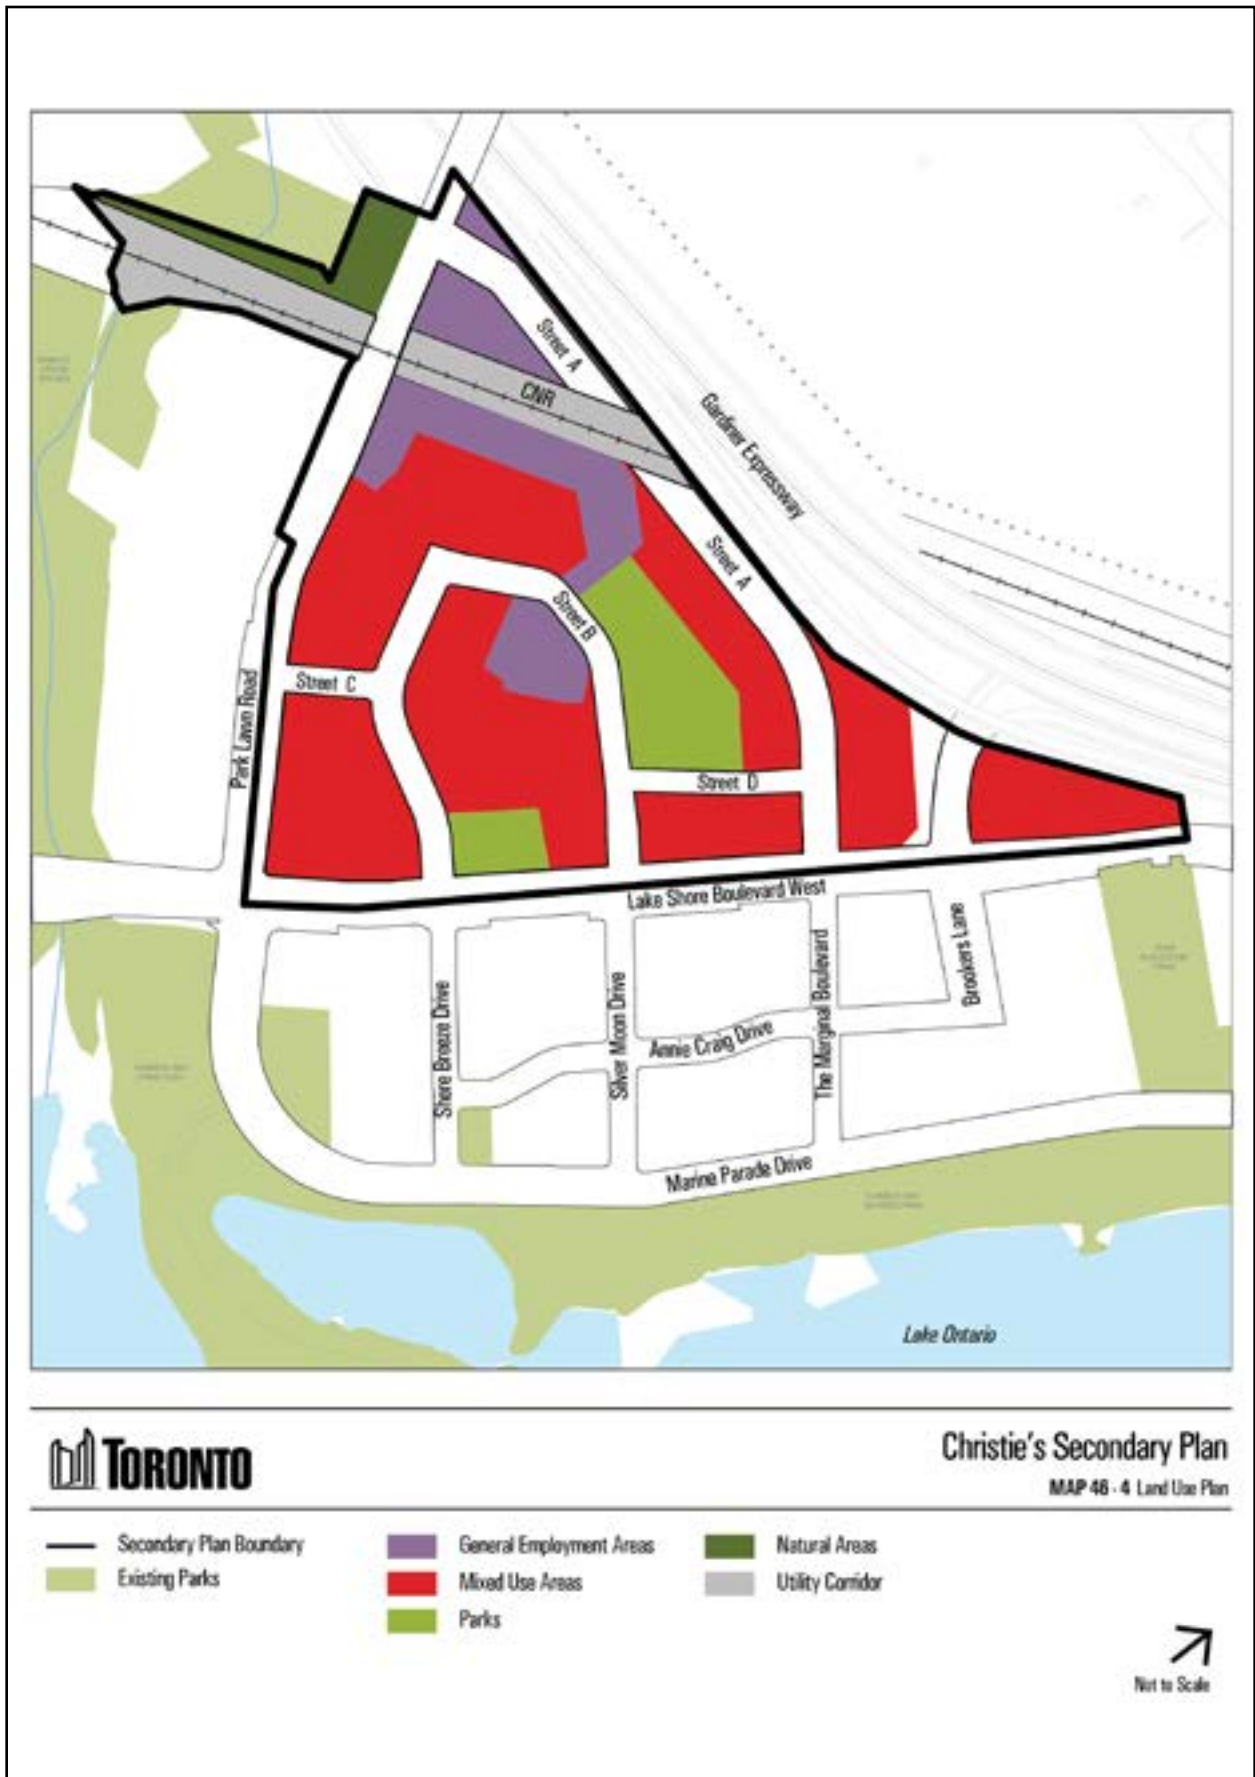 Street A
CNR
Gardiner Expressway
Street A
Street B
Street C
Park Lawn Road
Street D
Lake Shore Boulevard West
Shore Breeze Drive
Silver Moon Drive
Annie Craig Drive
The Marginal Boulevard
Brookers Lane
Marine Parade Drive
Lake Ontario
TORONTO
Christie's Secondary Plan
MAP 46 - 4 Land Use Plan
Secondary Plan Boundary
Existing Parks
General Employment Areas
Mixed Use Areas
Parks
Natural Areas
Utility Corridor
Not to Scale